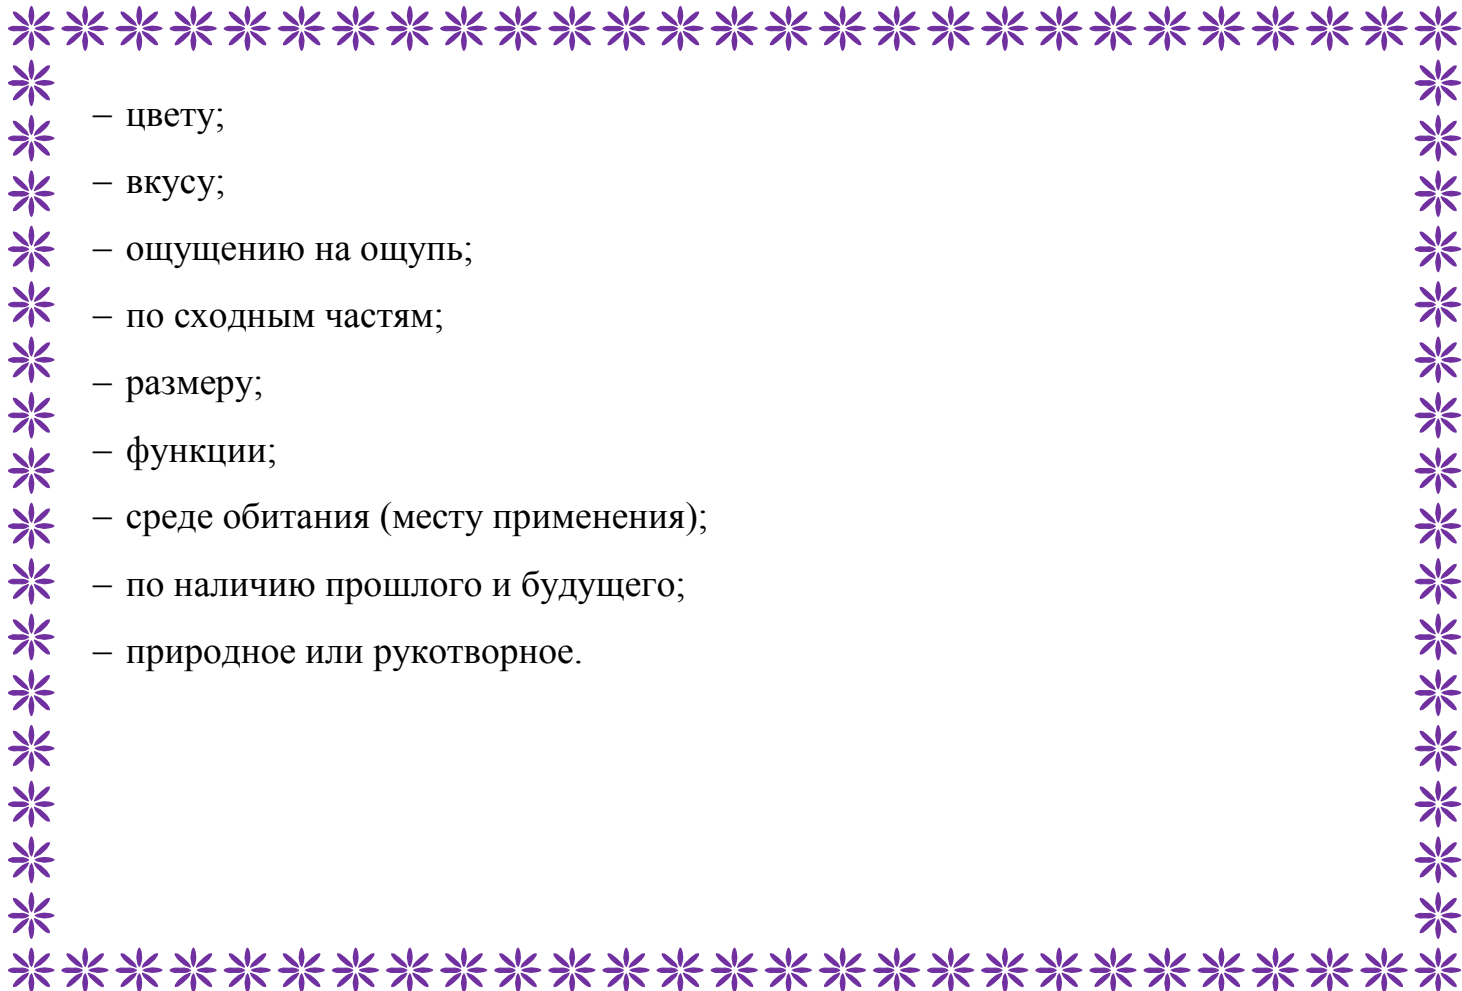 – цвету;
– вкусу;
– ощущению на ощупь;
– по сходным частям;
– размеру;
– функции;
– среде обитания (месту применения);
– по наличию прошлого и будущего;
– природное или рукотворное.